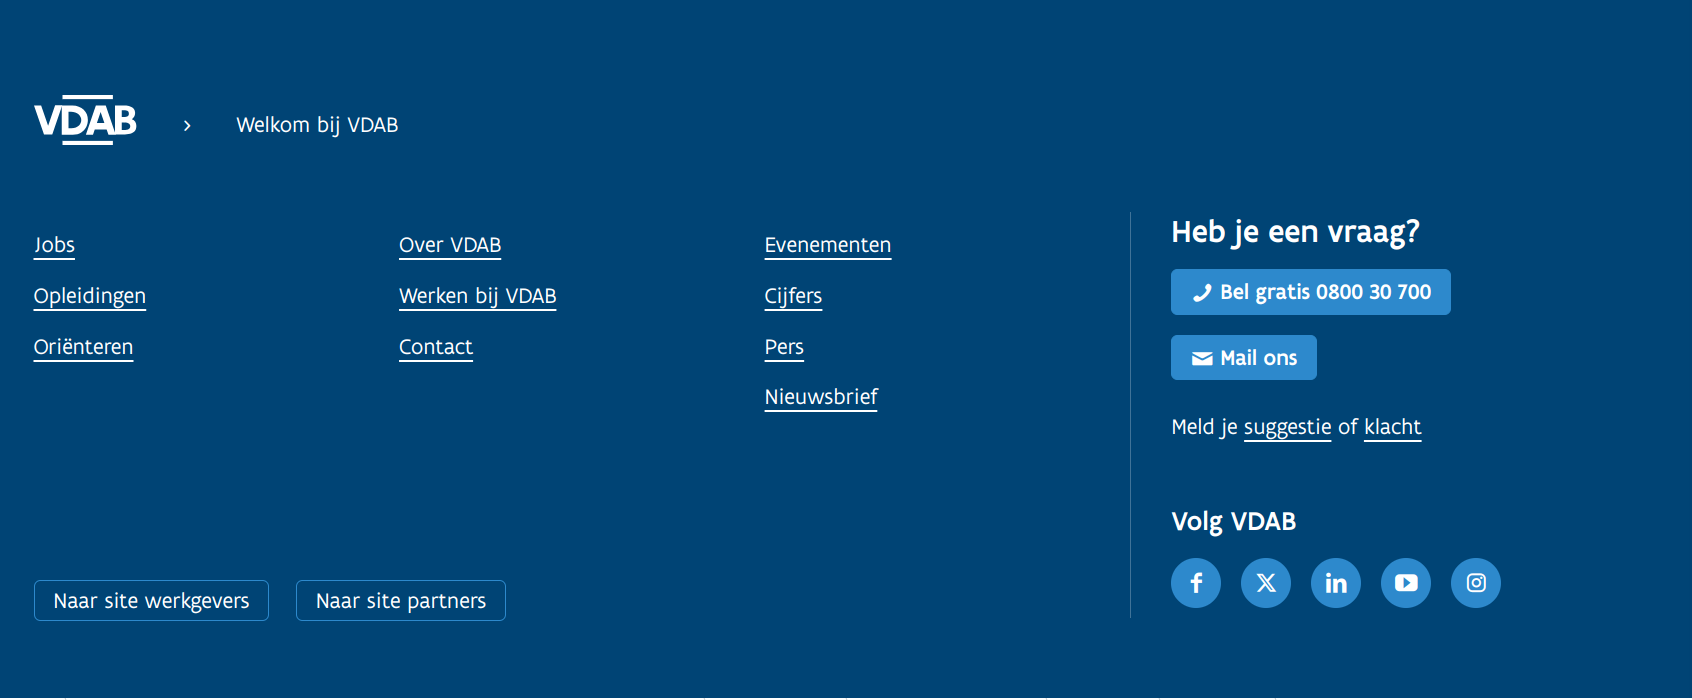 VDAB
Welkom bij VDAB
Jobs
Opleidingen
Oriënteren
Over VDAB
Werken bij VDAB
Contact
Evenementen
Cijfers
Pers
Nieuwsbrief
Naar site werkgevers
Naar site partners
Heb je een vraag?
Bel gratis 0800 30 700
Mail ons
Meld je suggestie of klacht
Volg VDAB